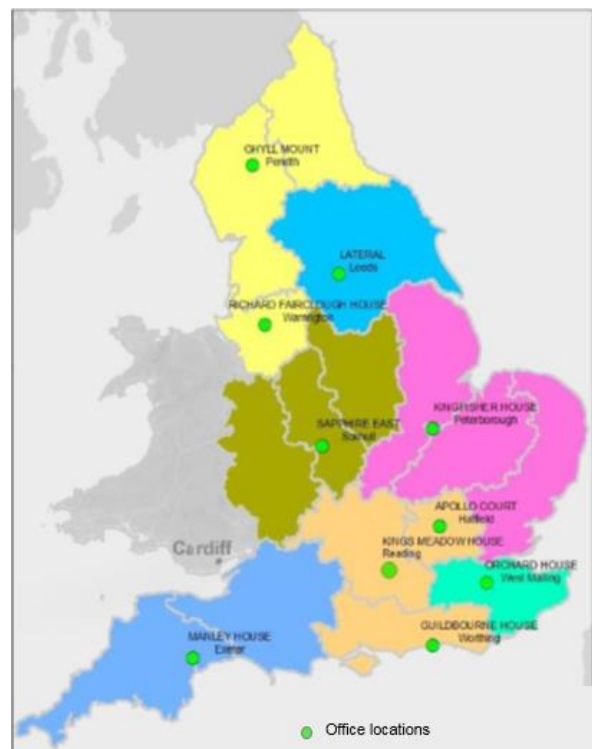 GHYLL MOUNT
Penrith
LATERAL
Leeds
RICHARD FAIRCLOUGH HOUSE
Warrington
KINGFISHER HOUSE
Peterborough
SAPPHIRE EAST
Solihull
APOLLO COURT
Hatfield
KINGS MEADOW HOUSE
Reading
Cardiff
ORCHARD HOUSE
West Malling
GUILDBOURNE HOUSE
Worthing
MANLEY HOUSE
Exeter
Office locations